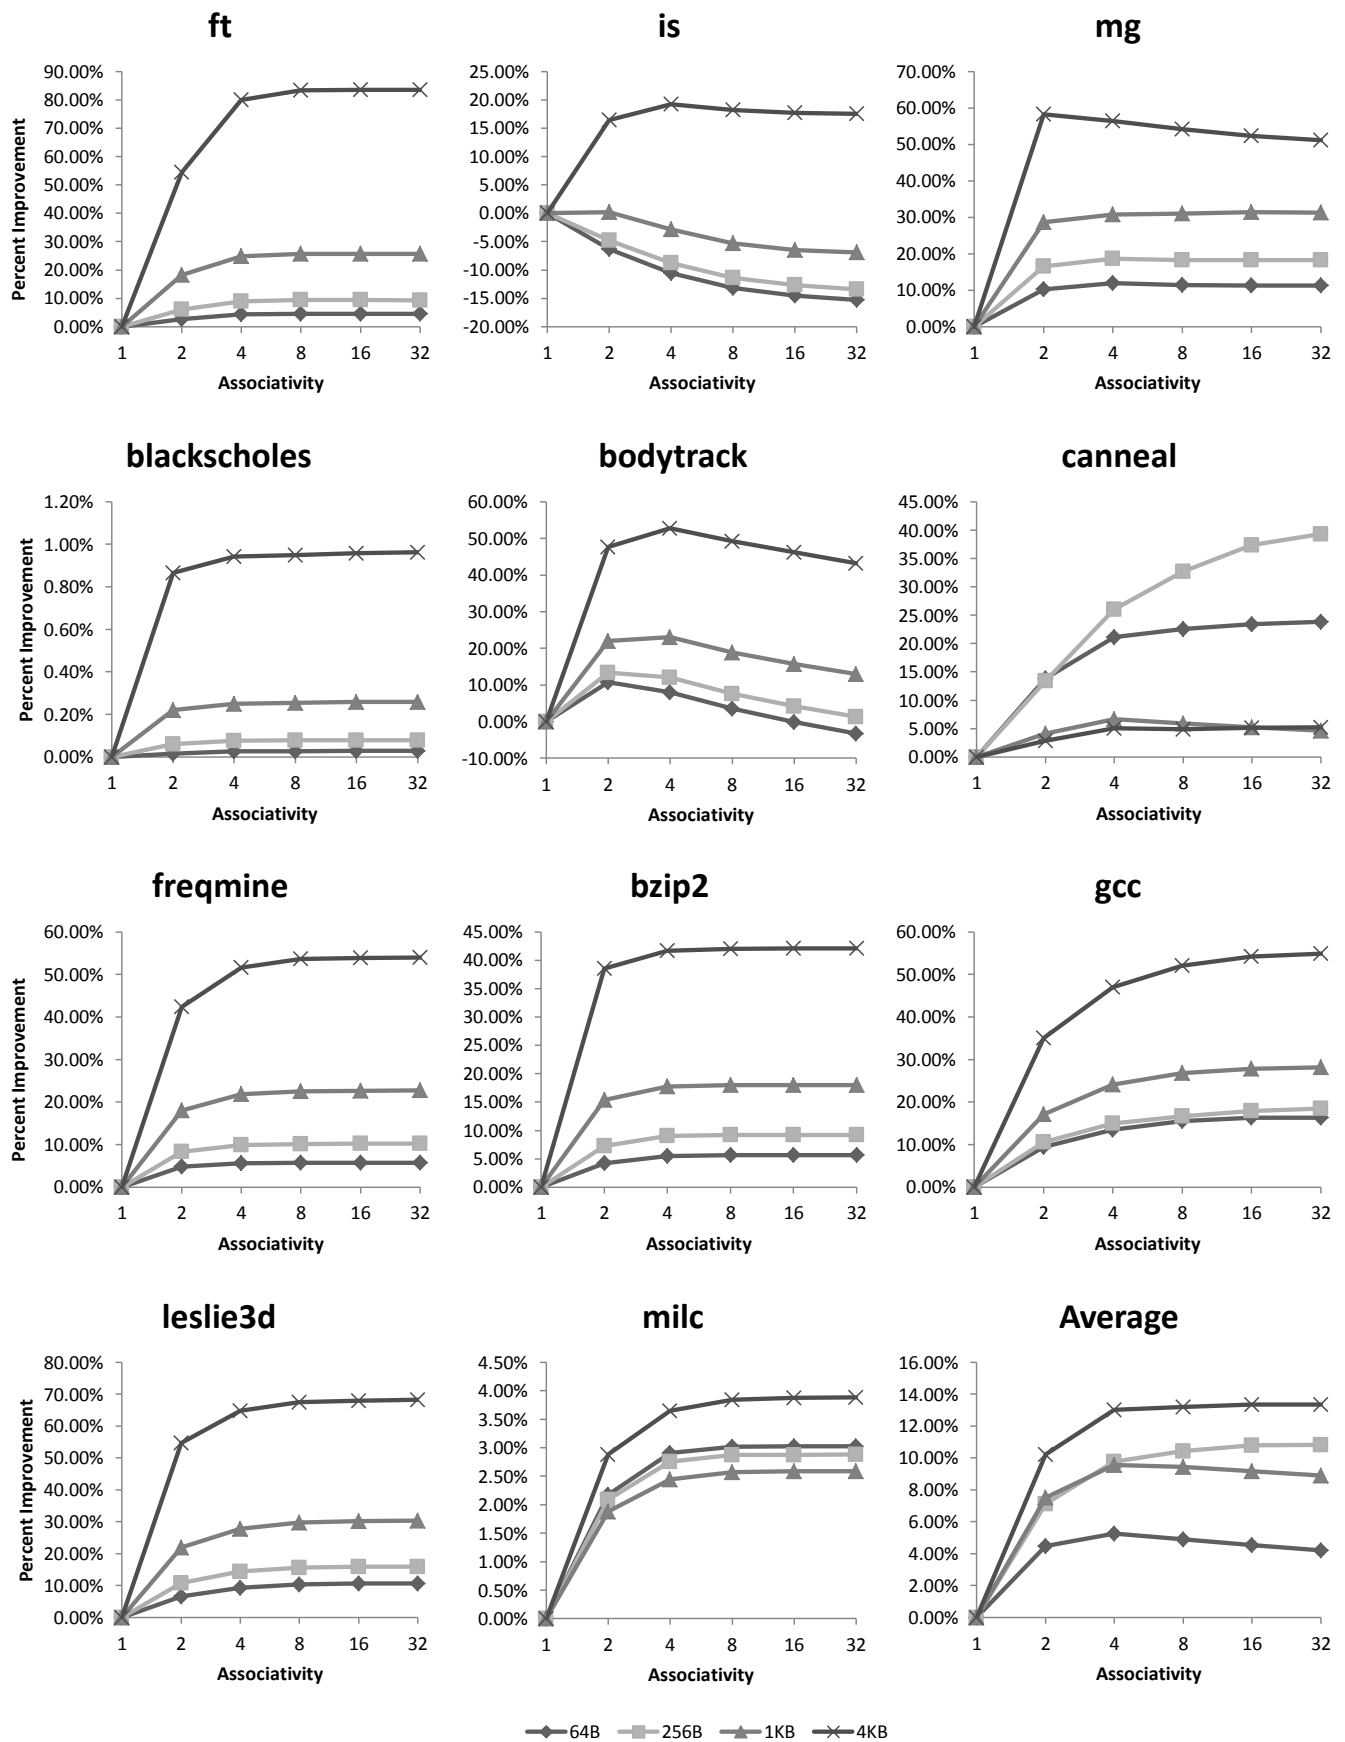 ft
90.00%
80.00%
70.00%
60.00%
50.00%
40.00%
30.00%
20.00%
10.00%
0.00%
Percent Improvement
1 2 4 8 16 32
Associativity
is
25.00%
20.00%
15.00%
10.00%
5.00%
0.00%
-5.00%
-10.00%
-15.00%
-20.00%
1 2 4 8 16 32
Associativity
mg
70.00%
60.00%
50.00%
40.00%
30.00%
20.00%
10.00%
0.00%
1 2 4 8 16 32
Associativity
blackscholes
1.20%
1.00%
0.80%
0.60%
0.40%
0.20%
0.00%
Percent Improvement
1 2 4 8 16 32
Associativity
bodytrack
60.00%
50.00%
40.00%
30.00%
20.00%
10.00%
0.00%
-10.00%
1 2 4 8 16 32
Associativity
canneal
45.00%
40.00%
35.00%
30.00%
25.00%
20.00%
15.00%
10.00%
5.00%
0.00%
1 2 4 8 16 32
Associativity
freqmine
60.00%
50.00%
40.00%
30.00%
20.00%
10.00%
0.00%
Percent Improvement
1 2 4 8 16 32
Associativity
bzip2
45.00%
40.00%
35.00%
30.00%
25.00%
20.00%
15.00%
10.00%
5.00%
0.00%
1 2 4 8 16 32
Associativity
gcc
60.00%
50.00%
40.00%
30.00%
20.00%
10.00%
0.00%
1 2 4 8 16 32
Associativity
leslie3d
80.00%
70.00%
60.00%
50.00%
40.00%
30.00%
20.00%
10.00%
0.00%
Percent Improvement
1 2 4 8 16 32
Associativity
milc
4.50%
4.00%
3.50%
3.00%
2.50%
2.00%
1.50%
1.00%
0.50%
0.00%
1 2 4 8 16 32
Associativity
Average
16.00%
14.00%
12.00%
10.00%
8.00%
6.00%
4.00%
2.00%
0.00%
1 2 4 8 16 32
Associativity
64B 256B 1KB 4KB